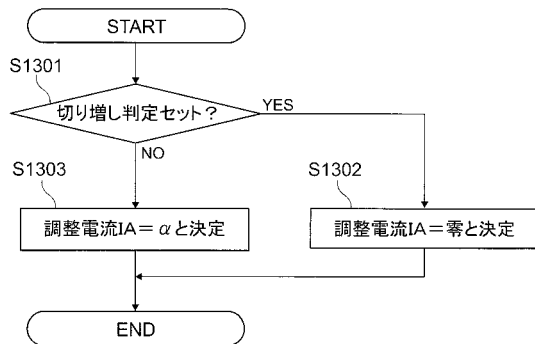 START
S1301
切り増し判定セット?
YES
NO
S1303
S1302
調整電流IA=αと決定
調整電流IA=零と決定
END